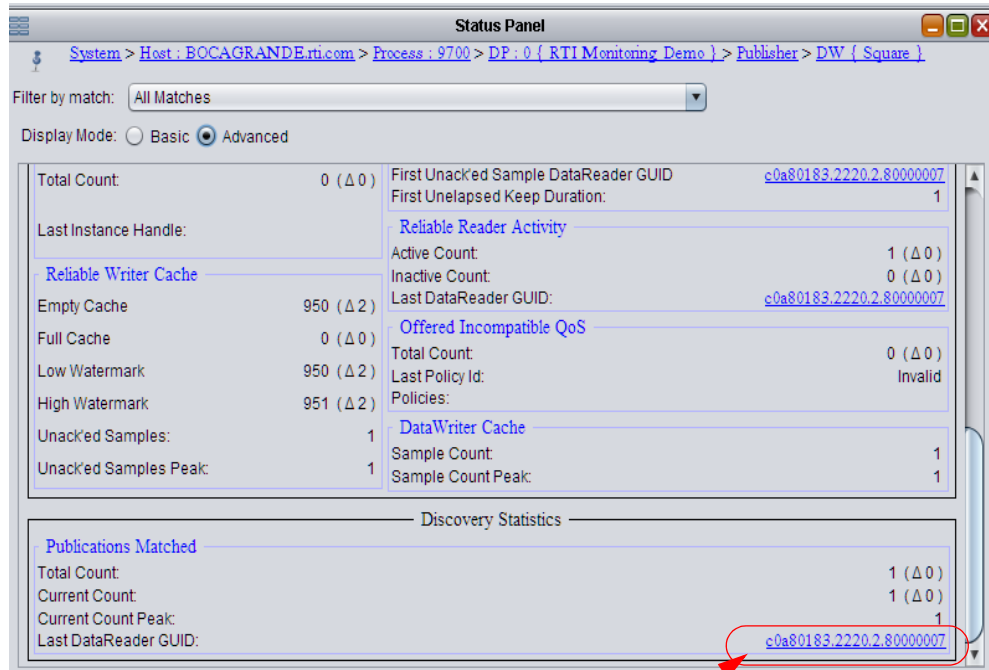 Status Panel
System > Host : BOCAGRANDE.rti.com > Process : 9700 > DP : 0 { RTI Monitoring Demo } > Publisher > DW { Square }
Filter by match: All Matches
Display Mode: Basic Advanced
Total Count: 0 (Δ 0)
Last Instance Handle:
Reliable Writer Cache
Empty Cache 950 (Δ 2)
Full Cache 0 (Δ 0)
Low Watermark 950 (Δ 2)
High Watermark 951 (Δ 2)
Unack'ed Samples: 1
Unack'ed Samples Peak: 1
First Unack'ed Sample DataReader GUID c0a80183.2220.2.80000007
First Unelapsed Keep Duration: 1
Reliable Reader Activity
Active Count: 1 (Δ 0)
Inactive Count: 0 (Δ 0)
Last DataReader GUID: c0a80183.2220.2.80000007
Offered Incompatible QoS
Total Count: 0 (Δ 0)
Last Policy Id: Invalid
Policies:
DataWriter Cache
Sample Count: 1
Sample Count Peak: 1
Discovery Statistics
Publications Matched
Total Count: 1 (Δ 0)
Current Count: 1 (Δ 0)
Current Count Peak: 1
Last DataReader GUID: c0a80183.2220.2.80000007